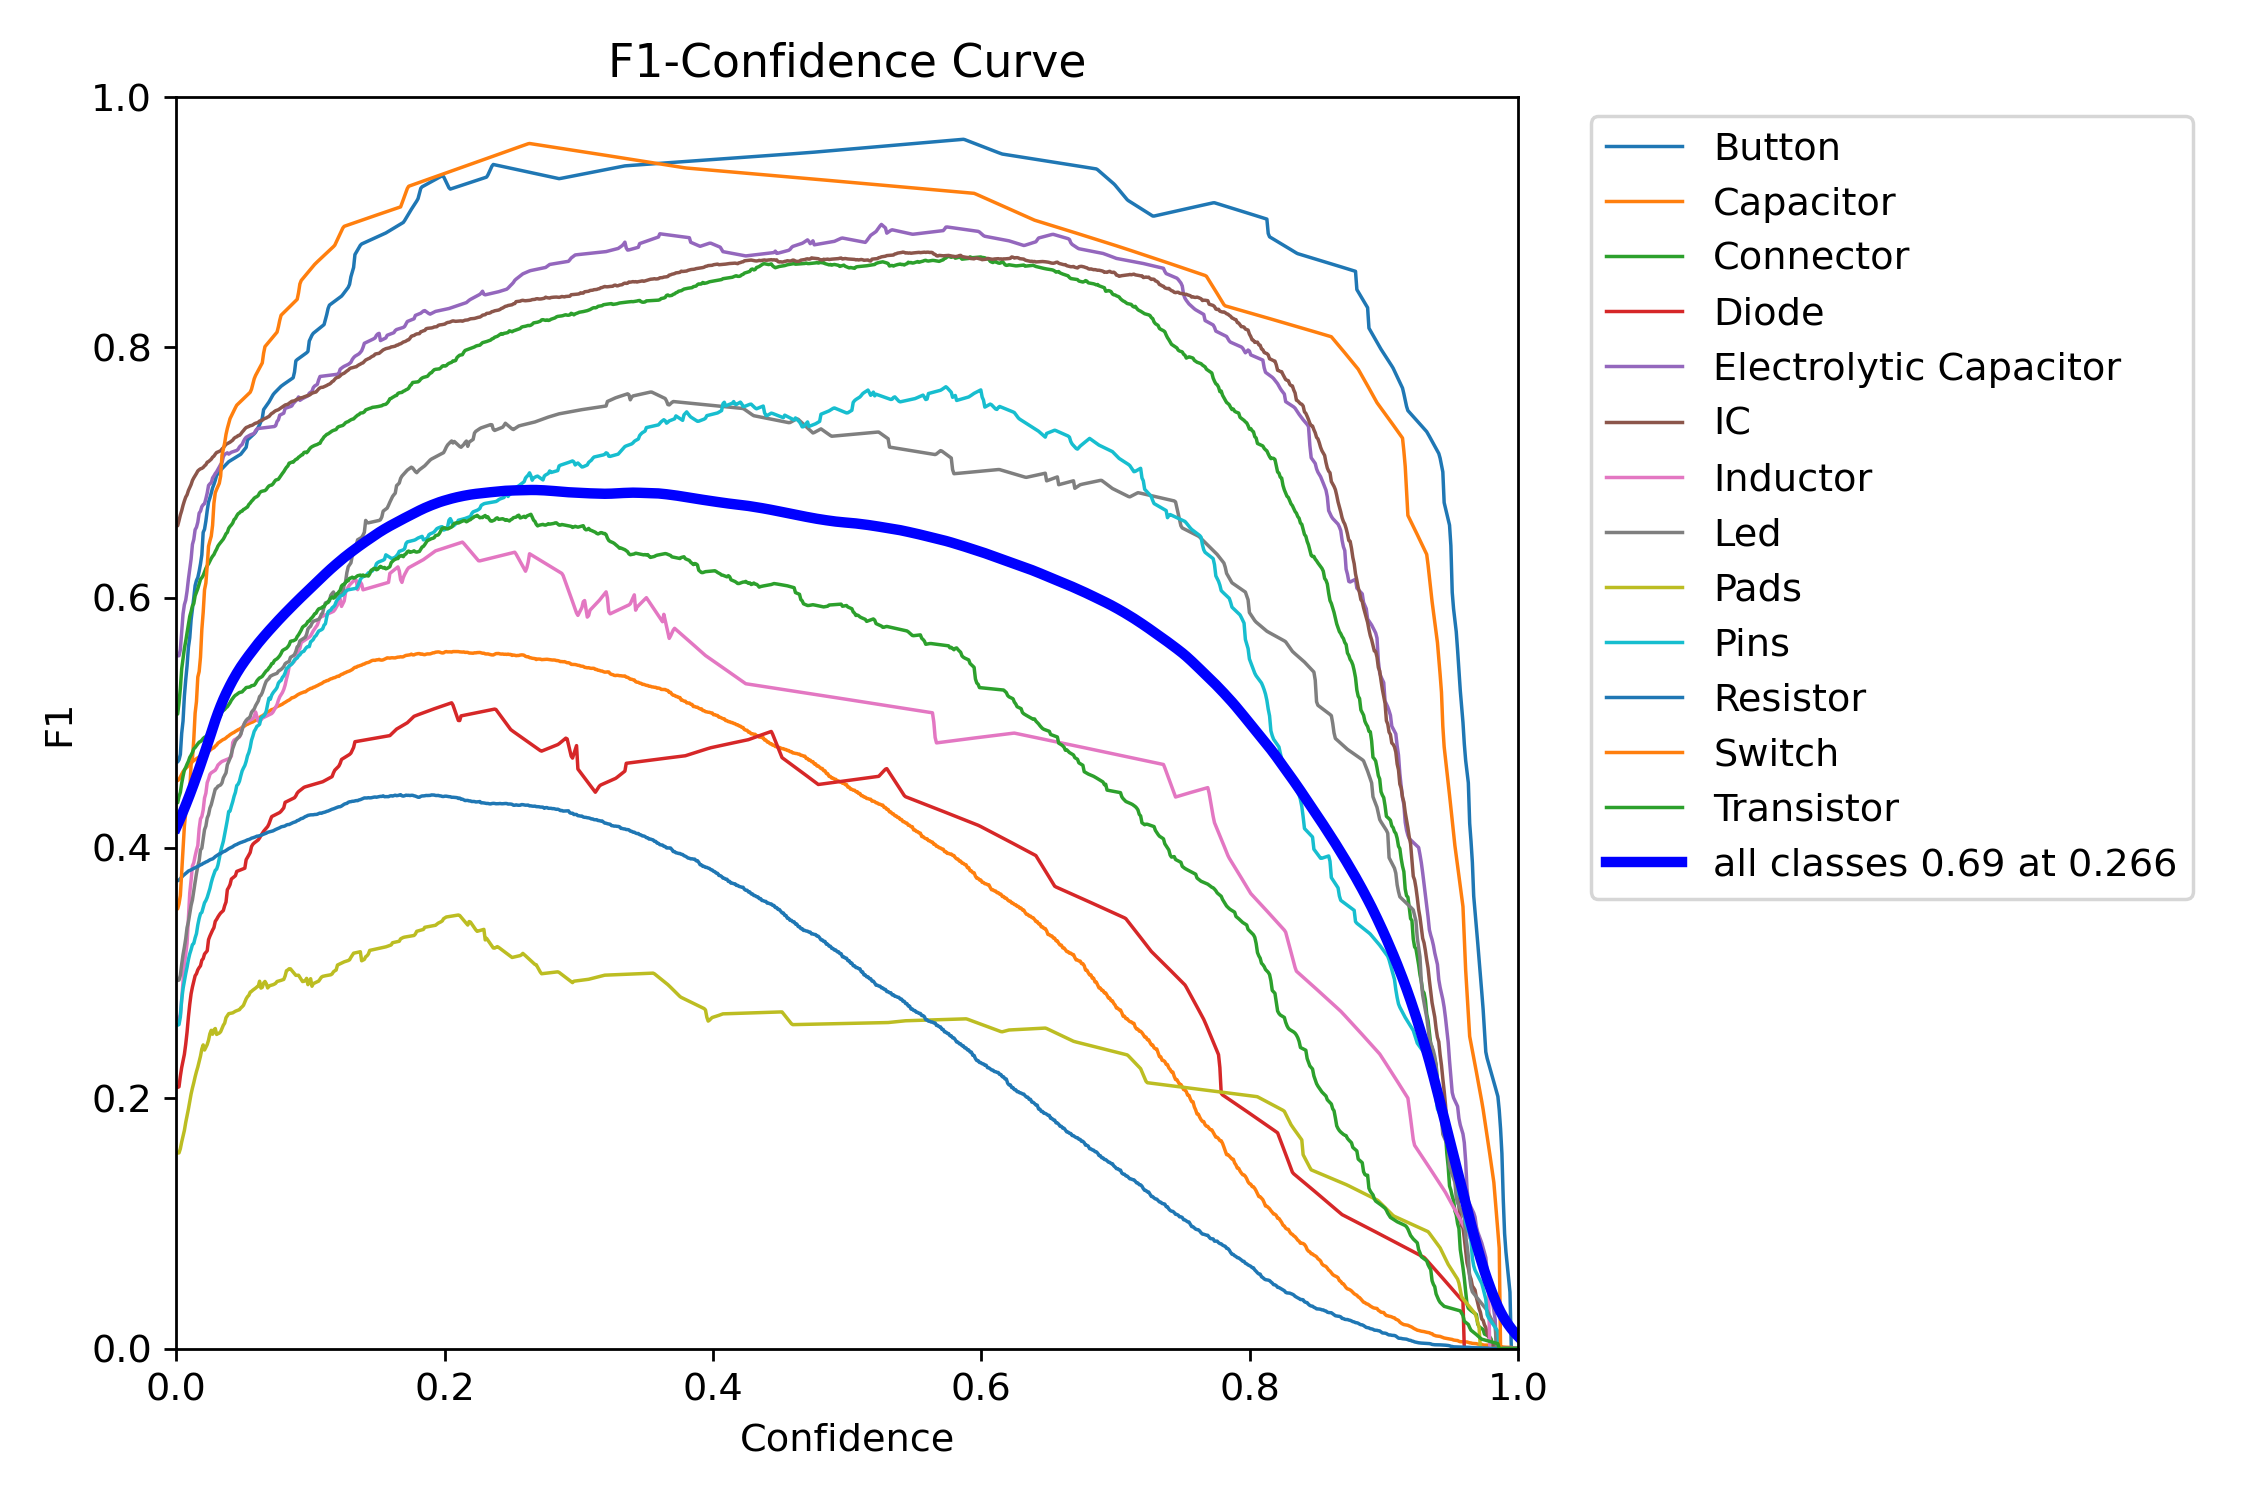 F1-Confidence Curve
1.0
0.8
0.6
0.4
0.2
0.0
F1
0.0 0.2 0.4 0.6 0.8 1.0
Confidence
Button
Capacitor
Connector
Diode
Electrolytic Capacitor
IC
Inductor
Led
Pads
Pins
Resistor
Switch
Transistor
all classes 0.69 at 0.266